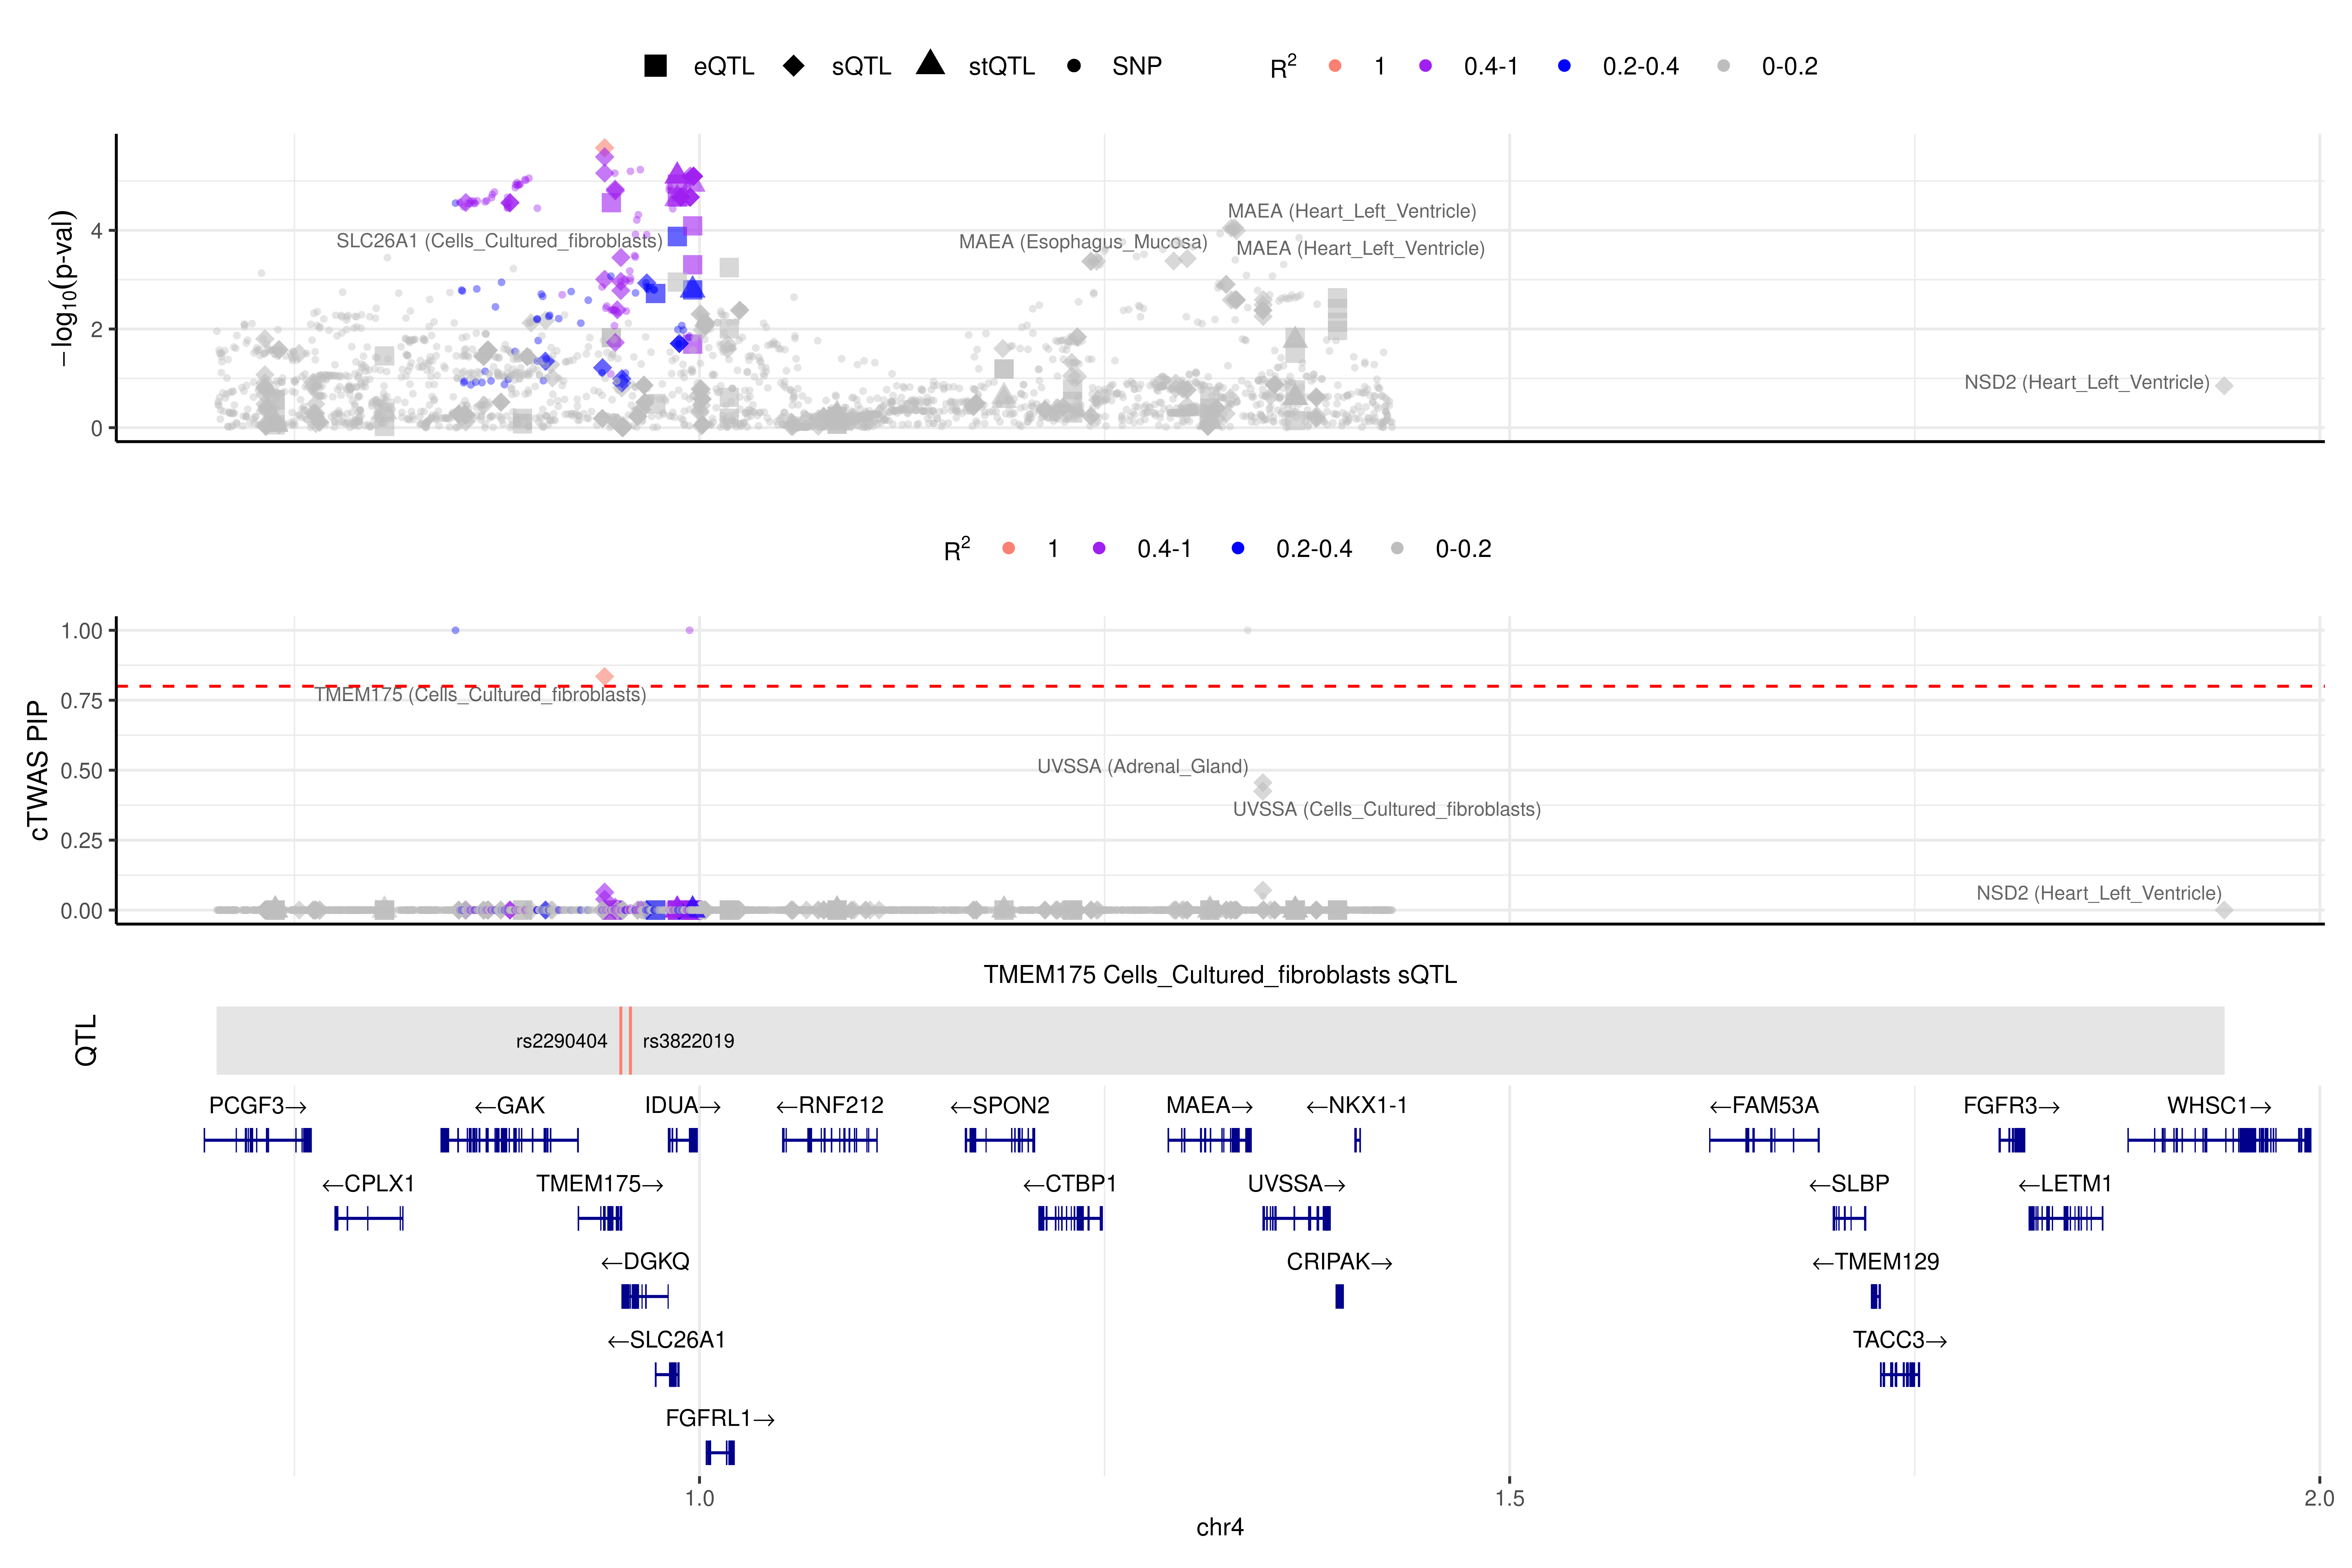 eQTL sQTL stQTL SNP R2 1 0.4-1 0.2-0.4 0-0.2
−log10(p-val)
4
2
0
MAEA (Heart_Left_Ventricle)
SLC26A1 (Cells_Cultured_fibroblasts)
MAEA (Esophagus_Mucosa)
MAEA (Heart_Left_Ventricle)
NSD2 (Heart_Left_Ventricle)
R2 1 0.4-1 0.2-0.4 0-0.2
cTWAS PIP
1.00
0.75
0.50
0.25
0.00
TMEM175 (Cells_Cultured_fibroblasts)
UVSSA (Adrenal_Gland)
UVSSA (Cells_Cultured_fibroblasts)
NSD2 (Heart_Left_Ventricle)
TMEM175 Cells_Cultured_fibroblasts sQTL
QTL
rs2290404 rs3822019
PCGF3→ ←GAK IDUA→ ←RNF212 ←SPON2 MAEA→ ←NKX1-1 ←FAM53A FGFR3→ WHSC1→
←CPLX1 TMEM175→ ←CTBP1 UVSSA→ ←SLBP ←LETM1
←DGKQ CRIPAK→ ←TMEM129
←SLC26A1 TACC3→
FGFRL1→
1.0 1.5 2.0
chr4